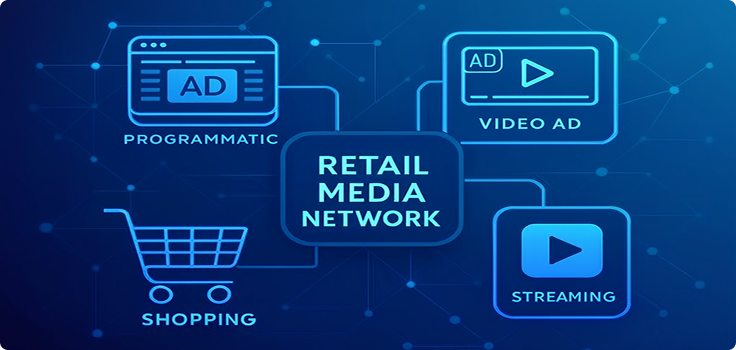 AD
PROGRAMMATIC
AD
VIDEO AD
RETAIL
MEDIA
NETWORK
SHOPPING
STREAMING